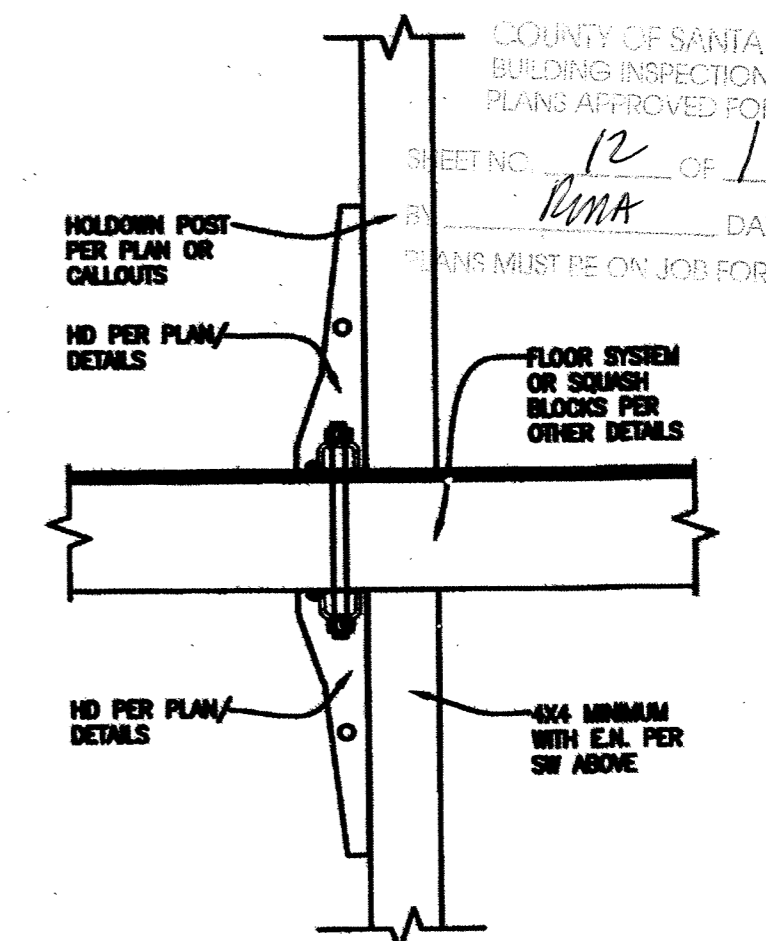 COUNTY OF SANTA
BUILDING INSPECTION
PLANS APPROVED FOR
SHEET NO. 12 OF 1
BY DA
PLANS MUST BE ON JOB FOR
HOLDOWN POST
PER PLAN OR
CALLOUTS
HD PER PLAN/
DETAILS
FLOOR SYSTEM
OR SQUASH
BLOCKS PER
OTHER DETAILS
HD PER PLAN/
DETAILS
4X4 MINIMUM
WITH E.N. PER
SW ABOVE